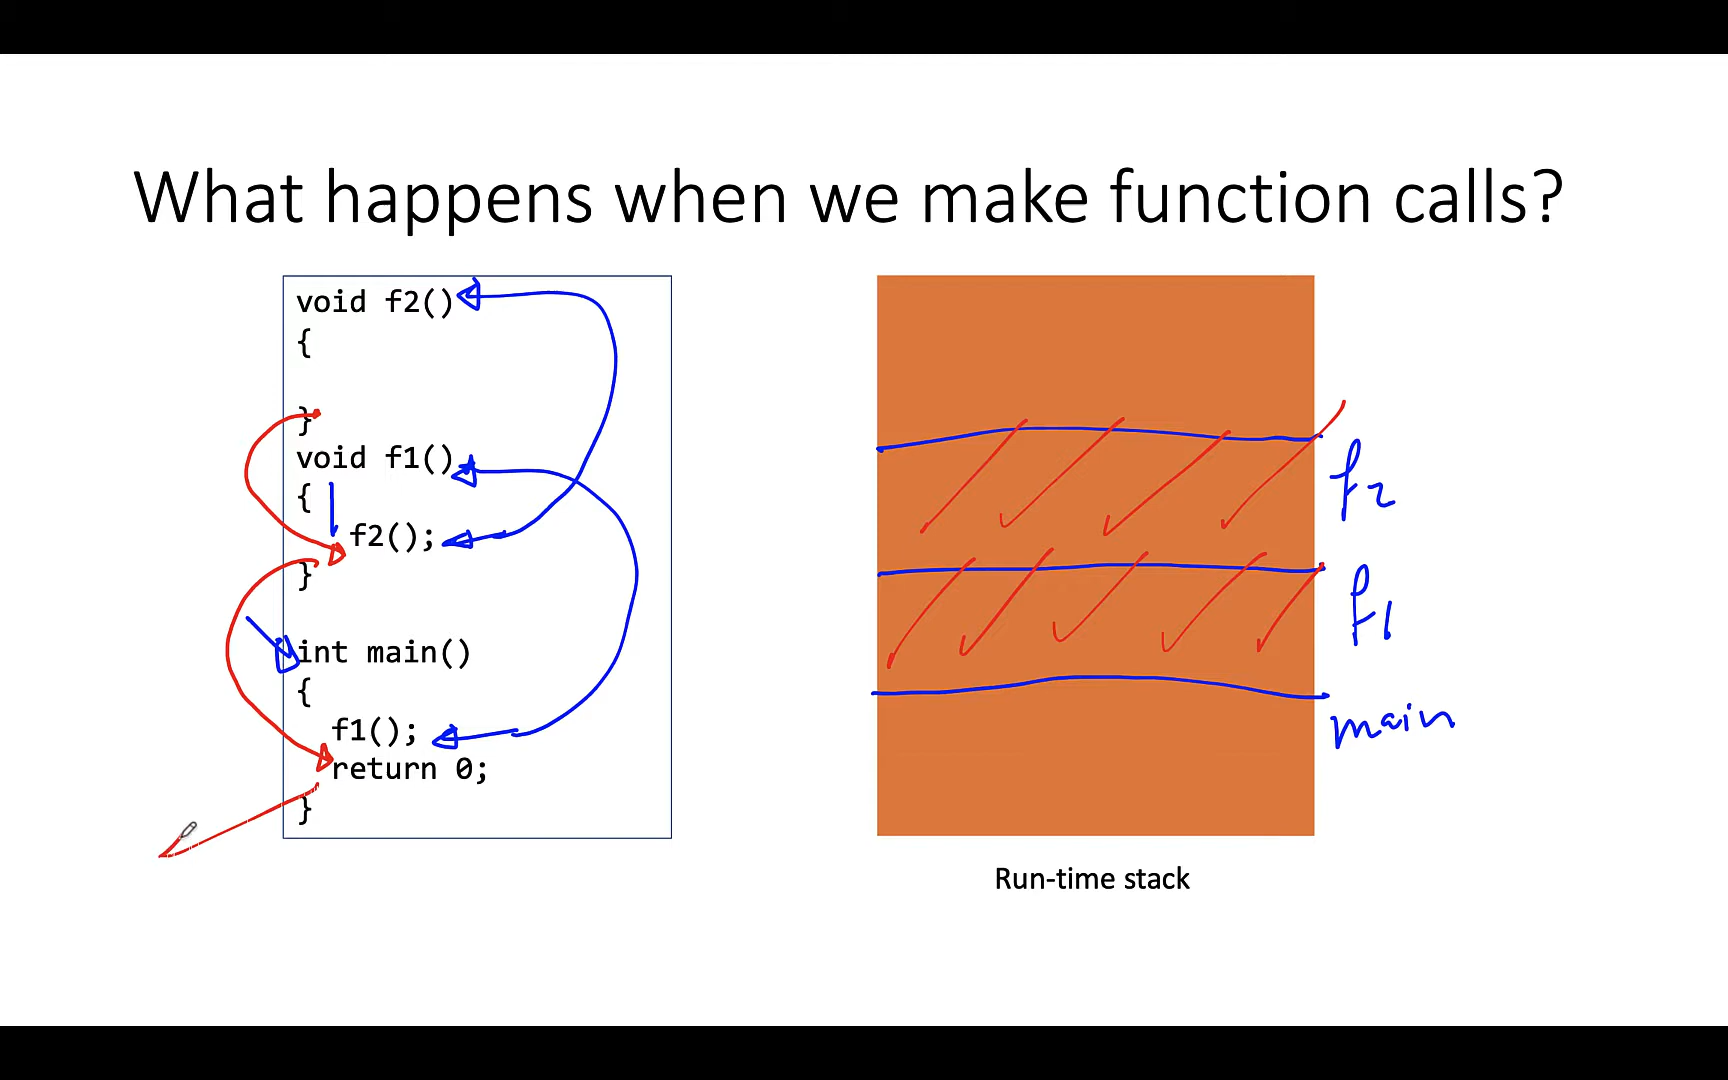 What happens when we make function calls?
void f2()
{
}
void f1()
{
f2();
}
int main()
{
f1();
return 0;
}
f2
f1
main
Run-time stack